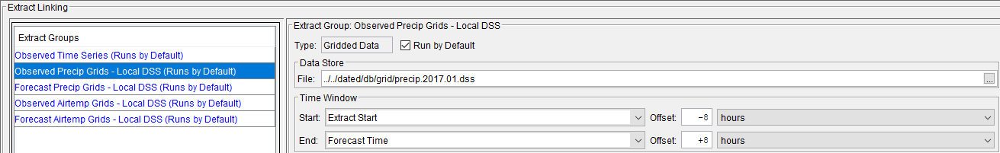 Extract Linking
Extract Groups
Observed Time Series (Runs by Default)
Observed Precip Grids - Local DSS (Runs by Default)
Forecast Precip Grids - Local DSS (Runs by Default)
Observed Airtemp Grids - Local DSS (Runs by Default)
Forecast Airtemp Grids - Local DSS (Runs by Default)
Extract Group: Observed Precip Grids - Local DSS
Type: Gridded Data Run by Default
Data Store
File: ../../dated/db/grid/precip.2017.01.dss ...
Time Window
Start: Extract Start Offset: -8 hours
End: Forecast Time Offset: +8 hours